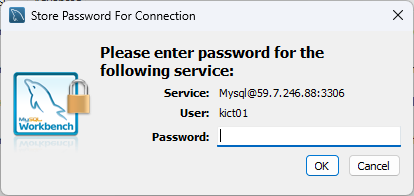 Store Password For Connection
Please enter password for the
following service:
Service: Mysql@59.7.246.88:3306
User: kict01
Password:
MySQL
Workbench
OK Cancel